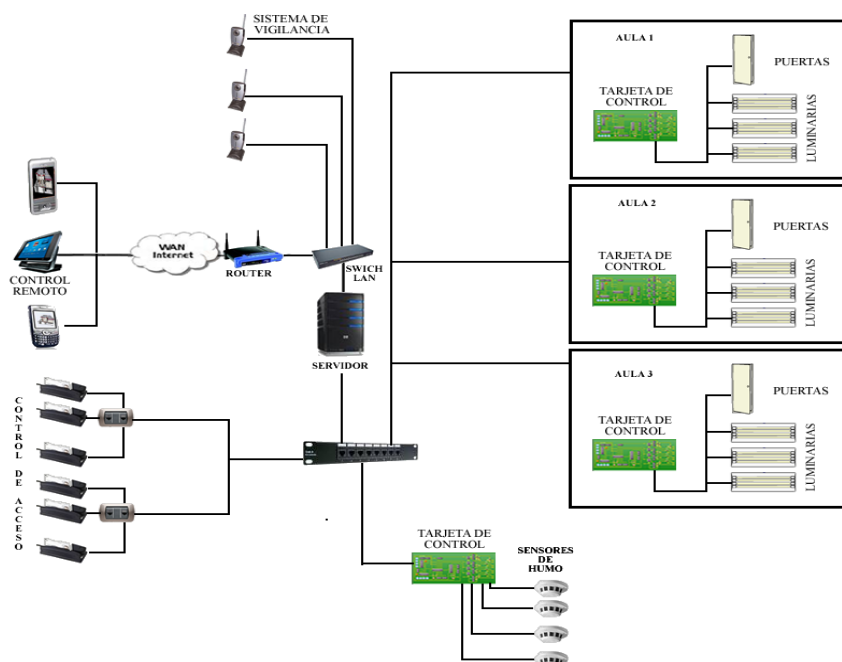 SISTEMA DE
VIGILANCIA
CONTROL
REMOTO
WAN
Internet
ROUTER
SWICH
LAN
SERVIDOR
AULA 1
TARJETA DE
CONTROL
PUERTAS
LUMINARIAS
AULA 2
TARJETA DE
CONTROL
PUERTAS
LUMINARIAS
AULA 3
TARJETA DE
CONTROL
PUERTAS
LUMINARIAS
CONTROL DE ACCESO
TARJETA DE
CONTROL
SENSORES
DE
HUMO